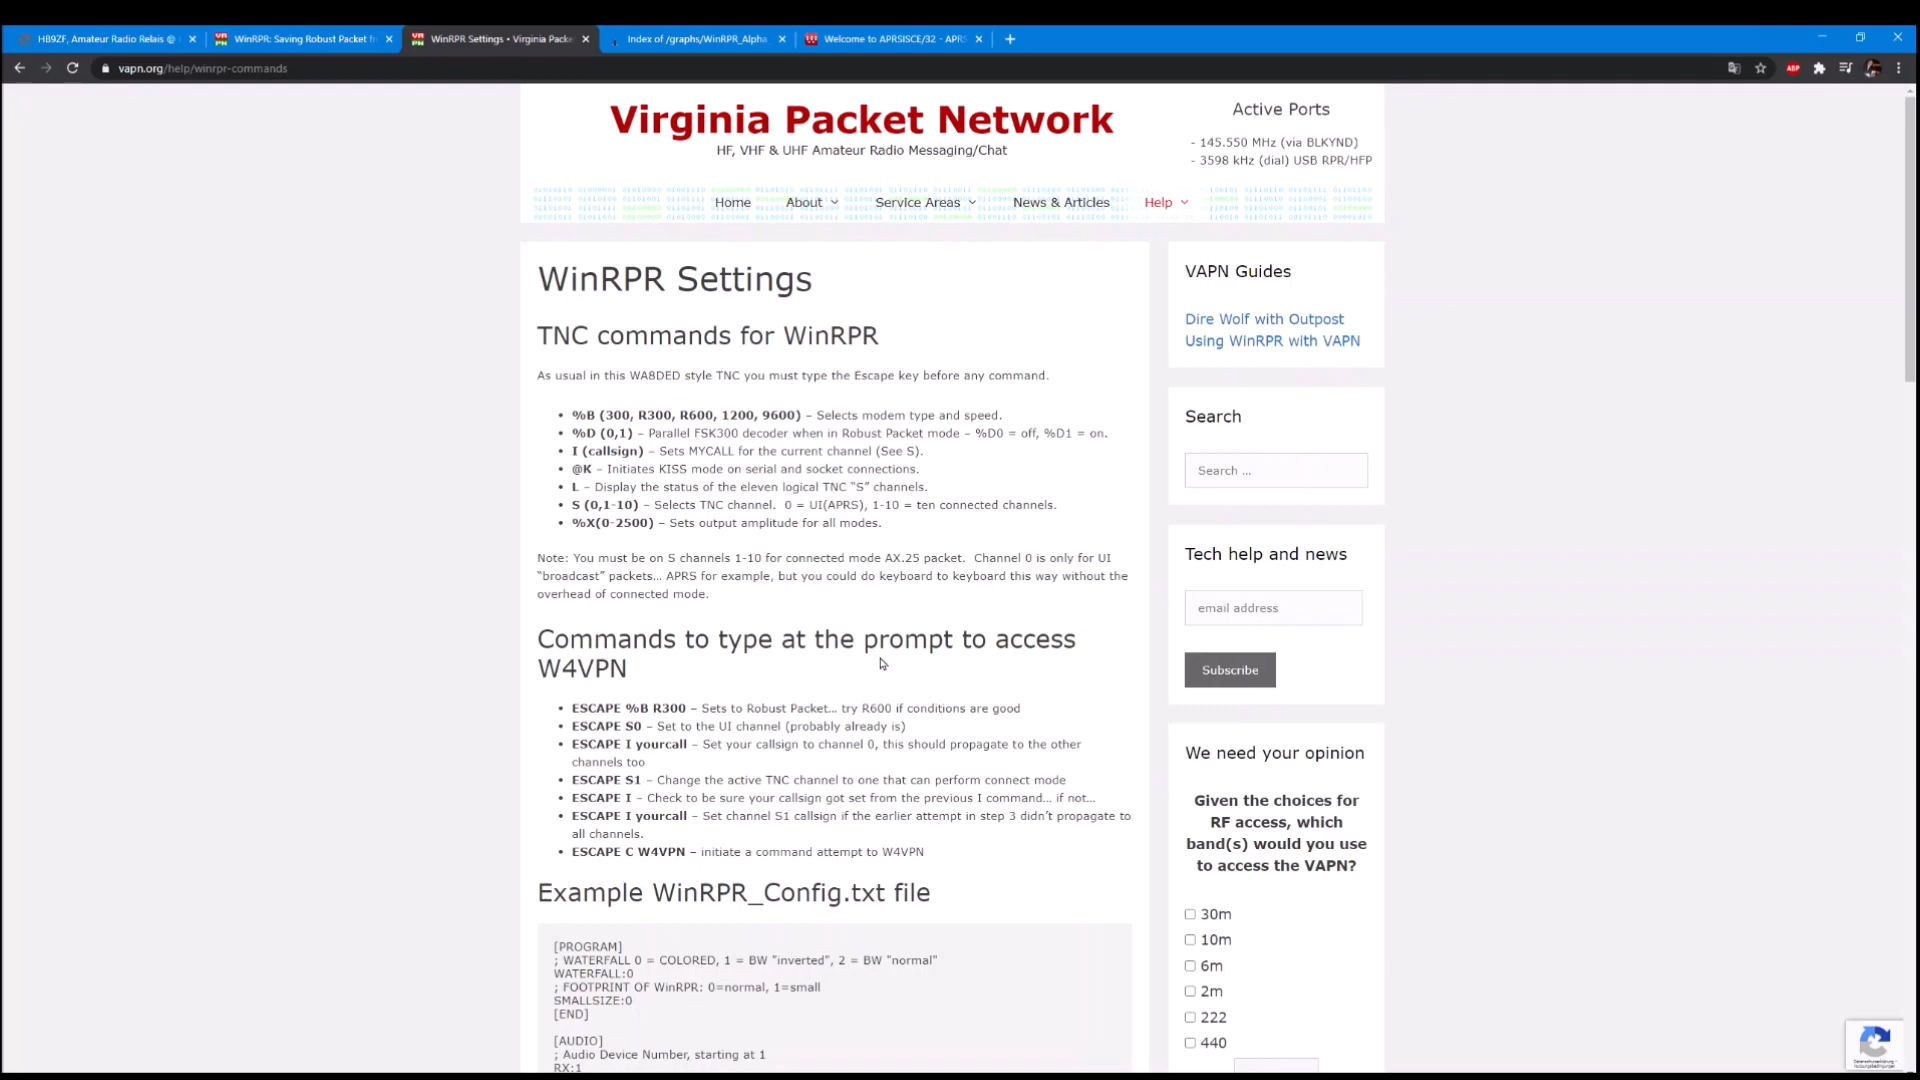 HB9ZF, Amateur Radio Relais @
WinRPR: Saving Robust Packet fr
WinRPR Settings • Virginia Packe
Index of /graphs/WinRPR_Alpha
Welcome to APRSISCE/32 - APRS
vapn.org/help/winrpr-commands
ABP
Virginia Packet Network
HF, VHF & UHF Amateur Radio Messaging/Chat
Active Ports
- 145.550 MHz (via BLKYND)
- 3598 kHz (dial) USB RPR/HFP
Home About Service Areas News & Articles Help
WinRPR Settings
TNC commands for WinRPR
As usual in this WA8DED style TNC you must type the Escape key before any command.
• %B (300, R300, R600, 1200, 9600) – Selects modem type and speed.
• %D (0,1) – Parallel FSK300 decoder when in Robust Packet mode – %D0 = off, %D1 = on.
• I (callsign) – Sets MYCALL for the current channel (See S).
• @K – Initiates KISS mode on serial and socket connections.
• L – Display the status of the eleven logical TNC “S” channels.
• S (0,1-10) – Selects TNC channel.  0 = UI(APRS), 1-10 = ten connected channels.
• %X(0-2500) – Sets output amplitude for all modes.
Note: You must be on S channels 1-10 for connected mode AX.25 packet.  Channel 0 is only for UI
“broadcast” packets... APRS for example, but you could do keyboard to keyboard this way without the
overhead of connected mode.
Commands to type at the prompt to access
W4VPN
• ESCAPE %B R300 – Sets to Robust Packet... try R600 if conditions are good
• ESCAPE S0 – Set to the UI channel (probably already is)
• ESCAPE I yourcall – Set your callsign to channel 0, this should propagate to the other
channels too
• ESCAPE S1 – Change the active TNC channel to one that can perform connect mode
• ESCAPE I – Check to be sure your callsign got set from the previous I command... if not...
• ESCAPE I yourcall – Set channel S1 callsign if the earlier attempt in step 3 didn’t propagate to
all channels.
• ESCAPE C W4VPN – initiate a command attempt to W4VPN
Example WinRPR_Config.txt file
[PROGRAM]
; WATERFALL 0 = COLORED, 1 = BW "inverted", 2 = BW "normal"
WATERFALL:0
; FOOTPRINT OF WinRPR: 0=normal, 1=small
SMALLSIZE:0
[END]
[AUDIO]
; Audio Device Number, starting at 1
RX:1
VAPN Guides
Dire Wolf with Outpost
Using WinRPR with VAPN
Search
Search ...
Tech help and news
email address
Subscribe
We need your opinion
Given the choices for
RF access, which
band(s) would you use
to access the VAPN?
30m
10m
6m
2m
222
440